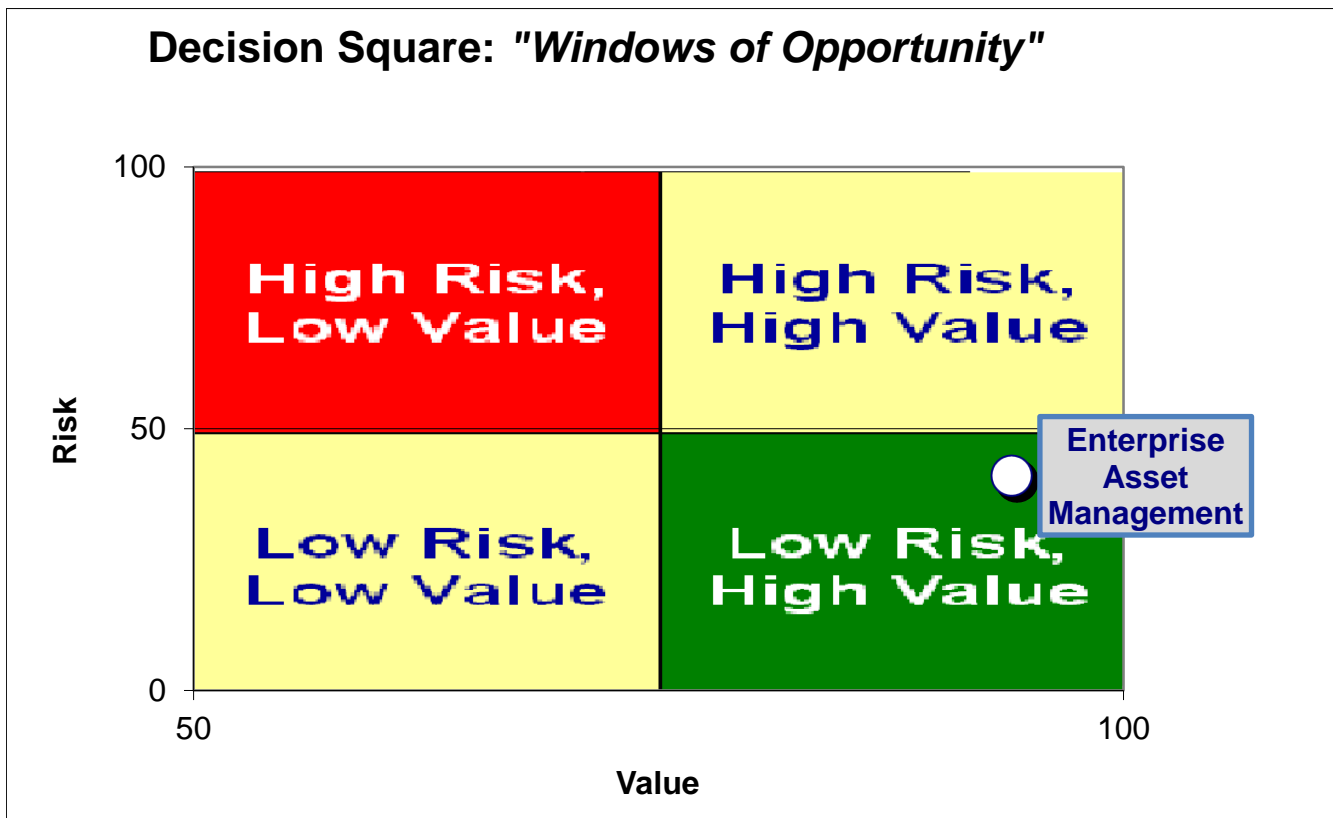 Decision Square: "Windows of Opportunity"
100
High Risk,
Low Value
High Risk,
High Value
Risk
50
Enterprise
Asset
Management
Low Risk,
Low Value
Low Risk,
High Value
0
50
100
Value